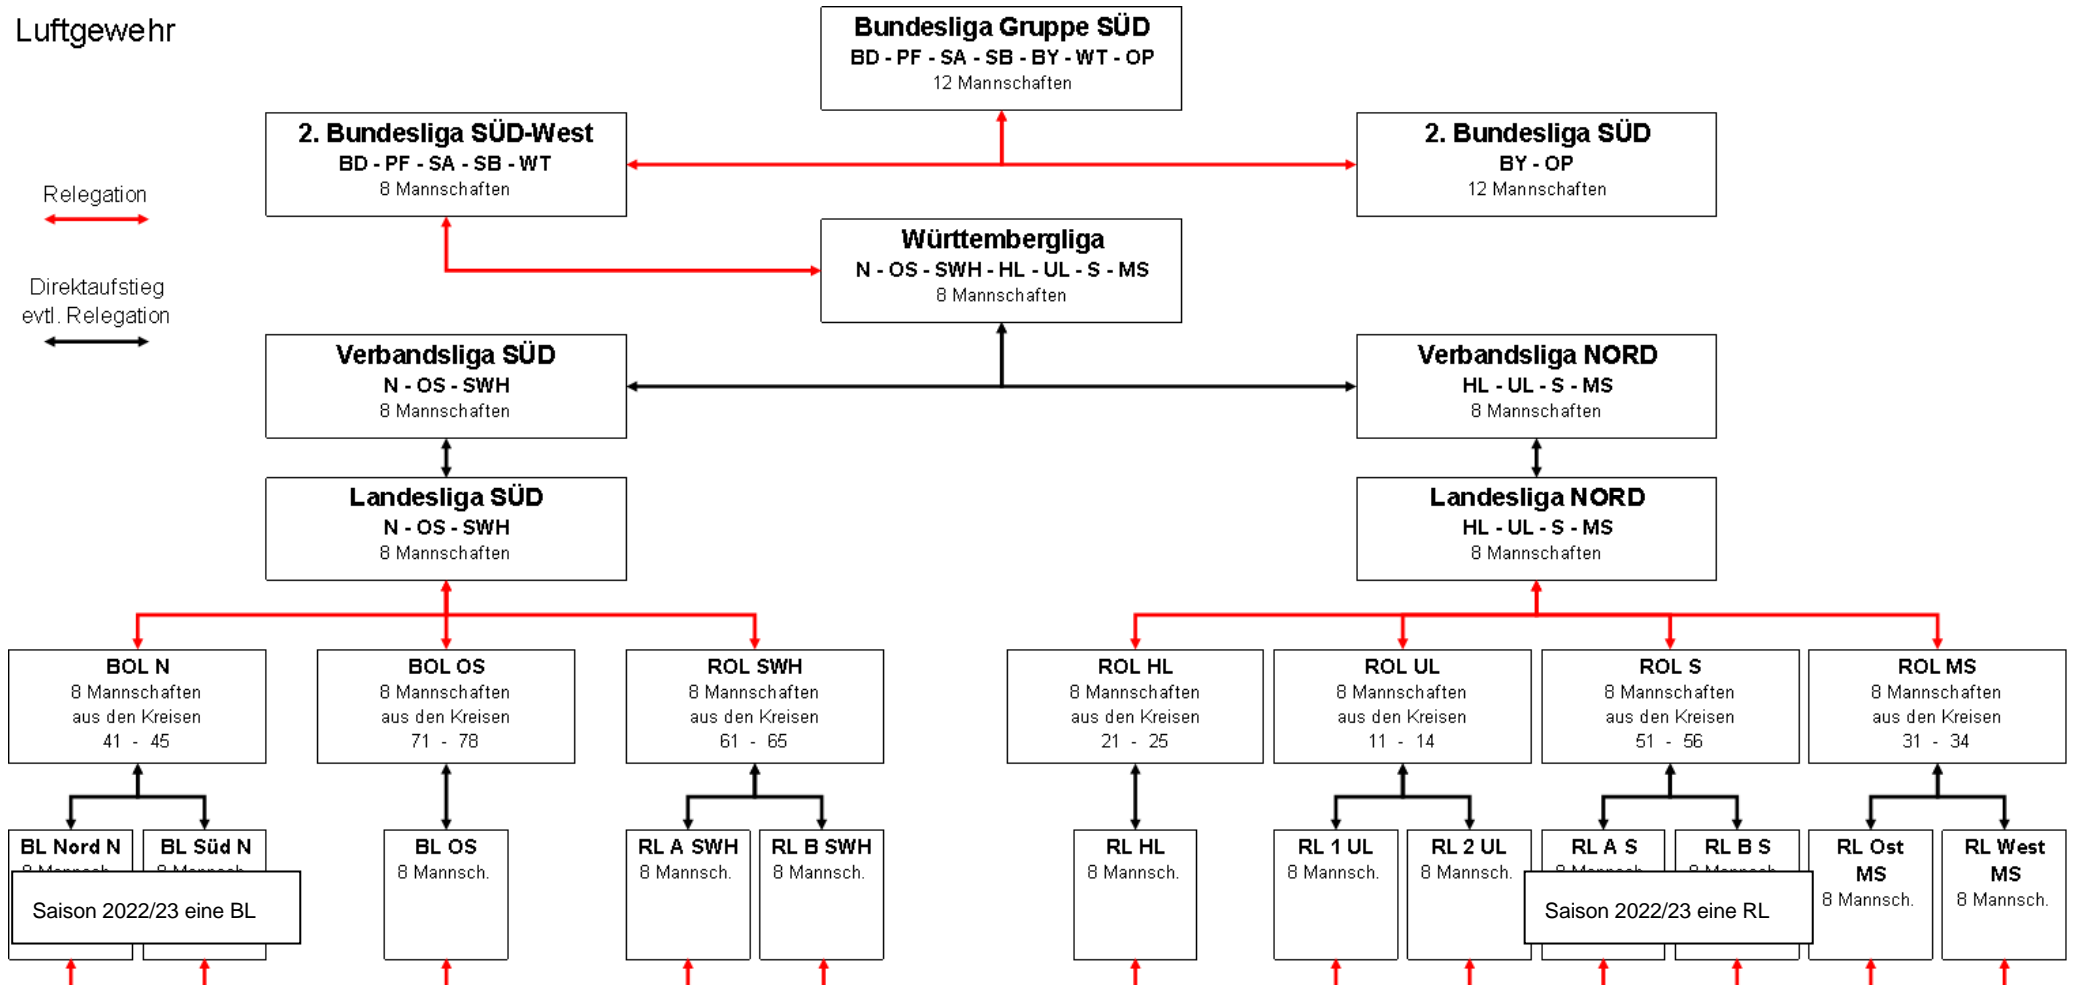 Luftgewehr
Bundesliga Gruppe SÜD
BD - PF - SA - SB - BY - WT - OP
12 Mannschaften
2. Bundesliga SÜD-West
BD - PF - SA - SB - WT
8 Mannschaften
2. Bundesliga SÜD
BY - OP
12 Mannschaften
Relegation
Direktaufstieg
evtl. Relegation
Württembergliga
N - OS - SWH - HL - UL - S - MS
8 Mannschaften
Verbandsliga SÜD
N - OS - SWH
8 Mannschaften
Verbandsliga NORD
HL - UL - S - MS
8 Mannschaften
Landesliga SÜD
N - OS - SWH
8 Mannschaften
Landesliga NORD
HL - UL - S - MS
8 Mannschaften
BOL N
8 Mannschaften
aus den Kreisen
41 - 45
BOL OS
8 Mannschaften
aus den Kreisen
71 - 78
ROL SWH
8 Mannschaften
aus den Kreisen
61 - 65
ROL HL
8 Mannschaften
aus den Kreisen
21 - 25
ROL UL
8 Mannschaften
aus den Kreisen
11 - 14
ROL S
8 Mannschaften
aus den Kreisen
51 - 56
ROL MS
8 Mannschaften
aus den Kreisen
31 - 34
BL Nord N
8 Mannsch.
BL Süd N
8 Mannsch.
Saison 2022/23 eine BL
BL OS
8 Mannsch.
RL A SWH
8 Mannsch.
RL B SWH
8 Mannsch.
RL HL
8 Mannsch.
RL 1 UL
8 Mannsch.
RL 2 UL
8 Mannsch.
RL A S
8 Mannsch.
RL B S
8 Mannsch.
Saison 2022/23 eine RL
RL Ost
MS
8 Mannsch.
RL West
MS
8 Mannsch.